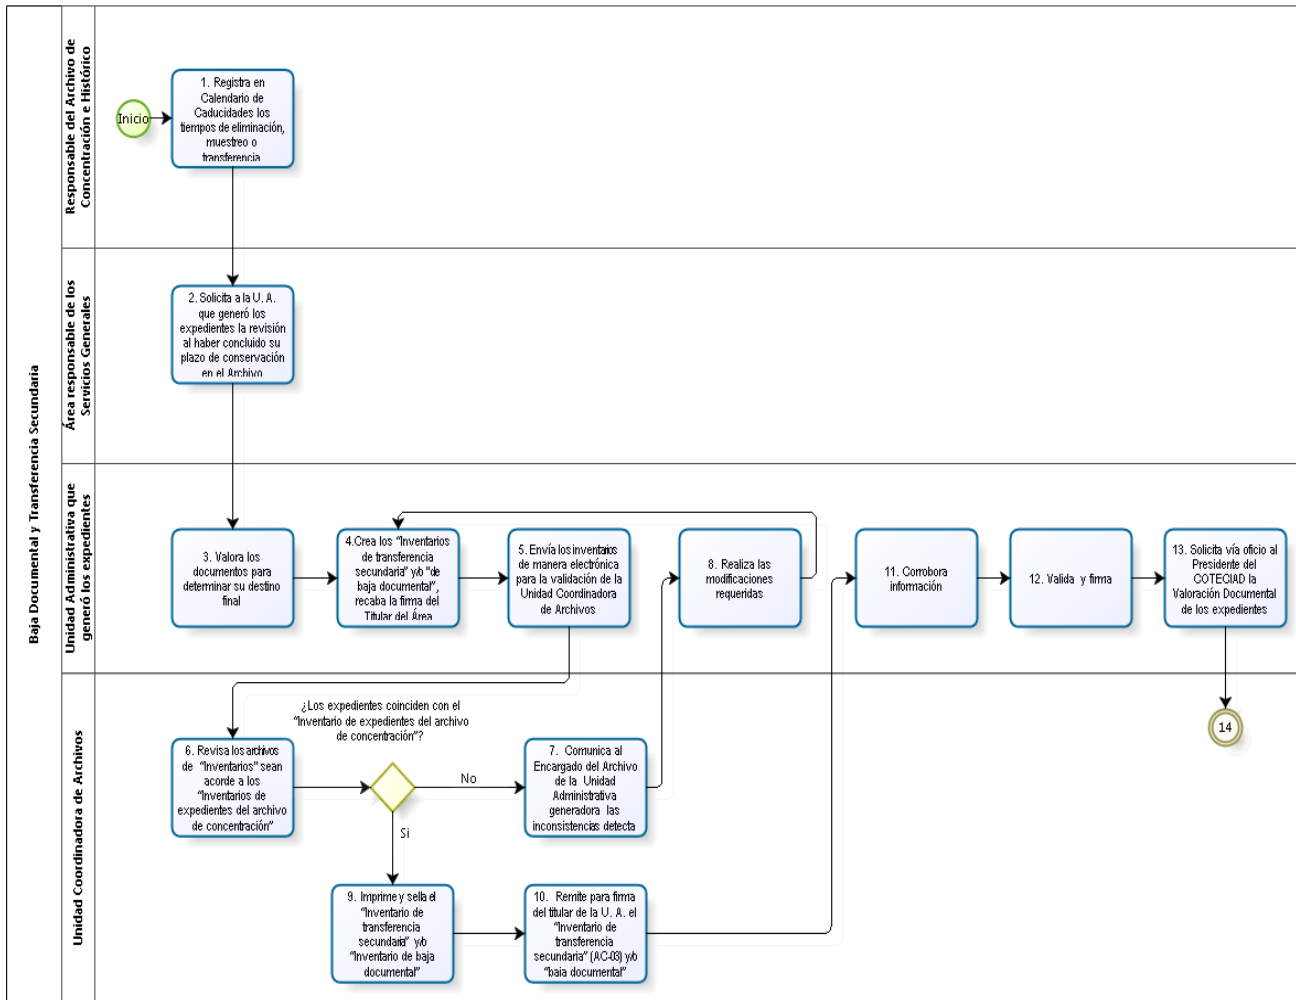 Baja Documental y Transferencia Secundaria
Responsable del Archivo de
Concentración e Histórico
Inicio
1. Registra en
Calendario de
Caducidades los
tiempos de eliminación,
muestreo o
transferencia
Área responsable de los
Servicios Generales
2. Solicita a la U. A.
que generó los
expedientes la revisión
al haber concluido su
plazo de conservación
en el Archivo
Unidad Administrativa que
generó los expedientes
3. Valora los
documentos para
determinar su destino
final
4.Crea los “Inventarios
de transferencia
secundaria” y/o “de
baja documental”,
recaba la firma del
Titular del Área
5. Envía los inventarios
de manera electrónica
para la validación de la
Unidad Coordinadora
de Archivos
8. Realiza las
modificaciones
requeridas
11. Corrobora
información
12. Valida y firma
13. Solicita vía oficio al
Presidente del
COTECIAD la
Valoración Documental
de los expedientes
14
Unidad Coordinadora de Archivos
¿Los expedientes coinciden con el
“Inventario de expedientes del archivo
de concentración”?
6. Revisa los archivos
de “Inventarios” sean
acorde a los
“Inventarios de
expedientes del archivo
de concentración”
No
Si
7. Comunica al
Encargado del Archivo
de la Unidad
Administrativa
generadora las
inconsistencias detecta
9. Imprime y sella el
“Inventario de
transferencia
secundaria” y/o
“Inventario de baja
documental”
10. Remite para firma
del titular de la U. A. el
“Inventario de
transferencia
secundaria” (AC-03) y/o
“baja documental”